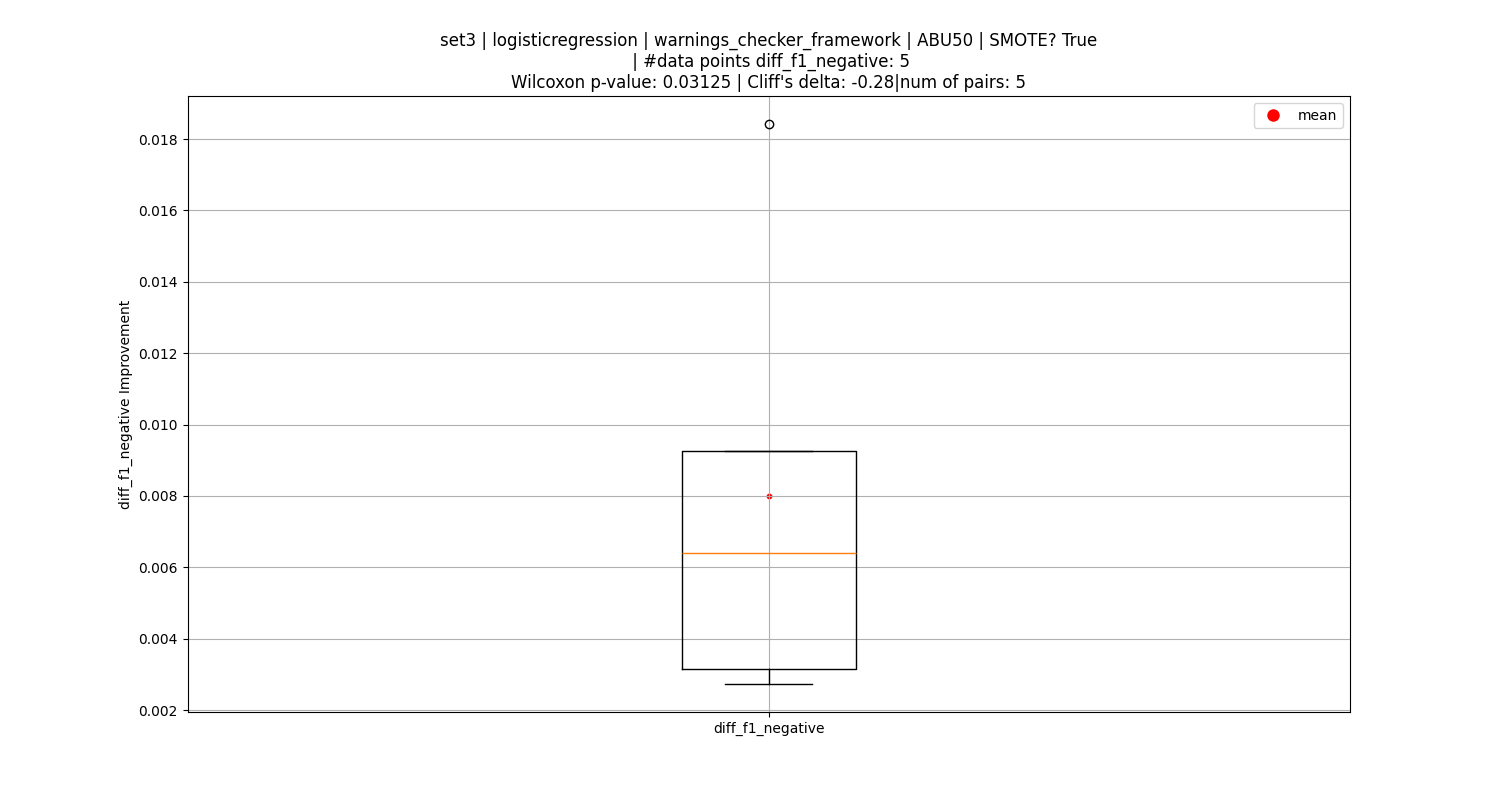 set3 | logisticregression | warnings_checker_framework | ABU50 | SMOTE? True
| #data points diff_f1_negative: 5
Wilcoxon p-value: 0.03125 | Cliff's delta: -0.28|num of pairs: 5
mean
0.018
0.016
0.014
0.012
0.010
0.008
0.006
0.004
0.002
diff_f1_negative Improvement
diff_f1_negative